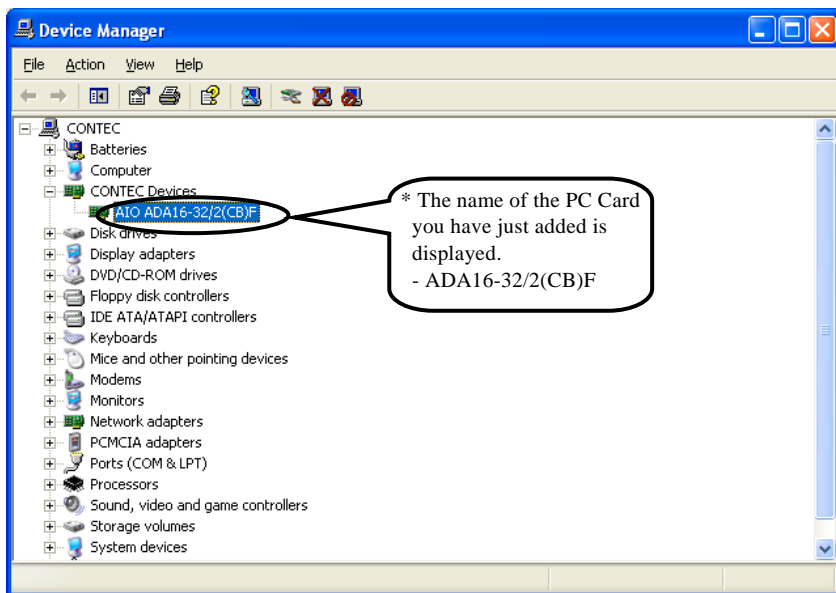 Device Manager
File Action View Help
CONTEC
Batteries
Computer
CONTEC Devices
AIO ADA16-32/2(CB)F
Disk drives
Display adapters
DVD/CD-ROM drives
Floppy disk controllers
IDE ATA/ATAPI controllers
Keyboards
Mice and other pointing devices
Modems
Monitors
Network adapters
PCMCIA adapters
Ports (COM & LPT)
Processors
Sound, video and game controllers
Storage volumes
System devices
* The name of the PC Card
you have just added is
displayed.
- ADA16-32/2(CB)F